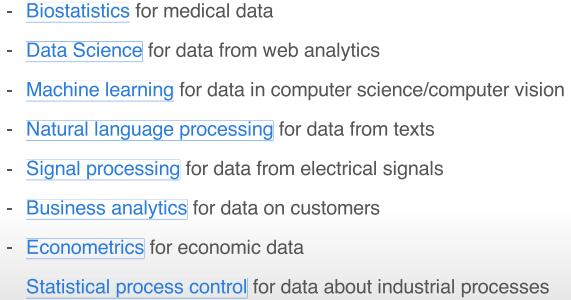 - Biostatistics for medical data
- Data Science for data from web analytics
- Machine learning for data in computer science/computer vision
- Natural language processing for data from texts
- Signal processing for data from electrical signals
- Business analytics for data on customers
- Econometrics for economic data
Statistical process control for data about industrial processes